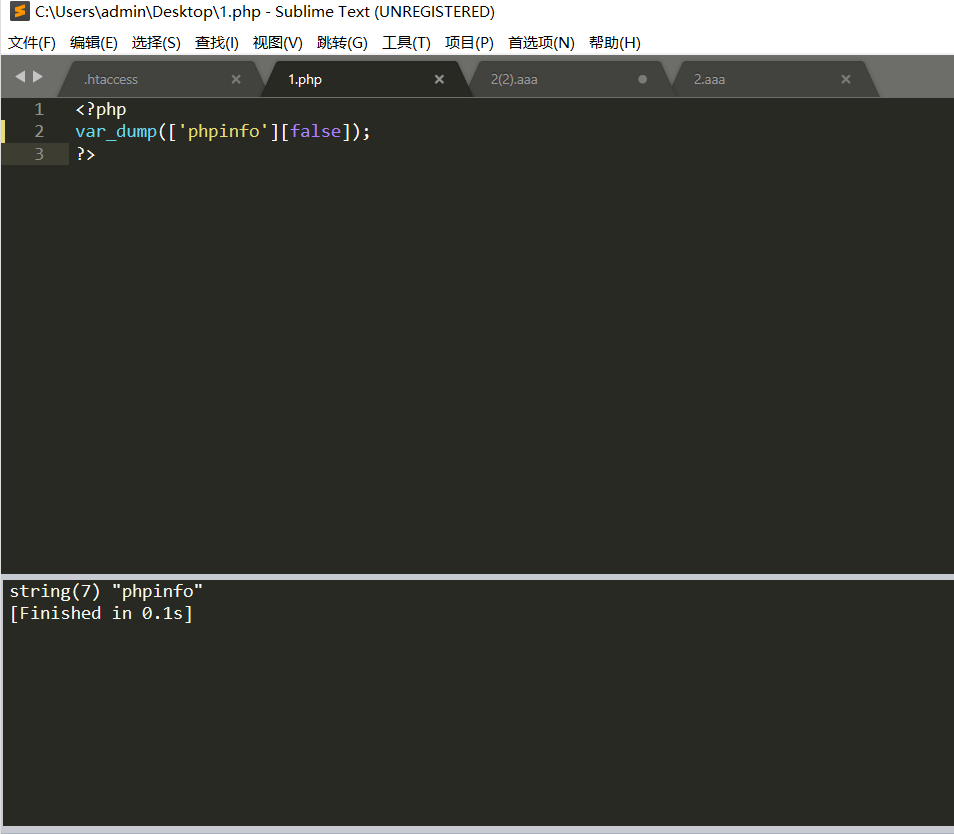 C:\Users\admin\Desktop\1.php - Sublime Text (UNREGISTERED)
文件(F) 编辑(E) 选择(S) 查找(I) 视图(V) 跳转(G) 工具(T) 项目(P) 首选项(N) 帮助(H)
.htaccess 1.php 2(2).aaa 2.aaa
1 <?php
2 var_dump(['phpinfo'][false]);
3 ?>
string(7) "phpinfo"
[Finished in 0.1s]